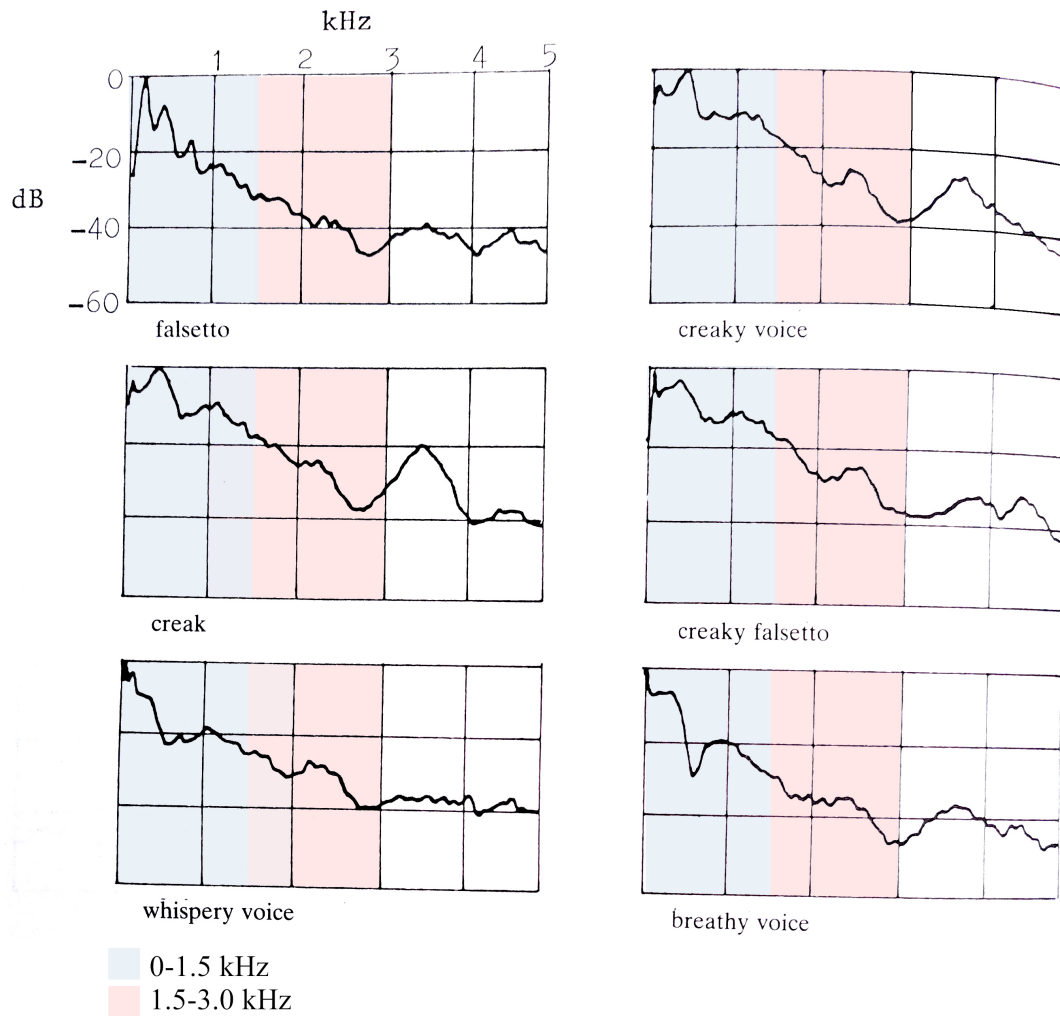 kHz
1 2 3 4 5
0
−20
dB
−40
−60
falsetto
creaky voice
creak
creaky falsetto
whispery voice
breathy voice
0-1.5 kHz
1.5-3.0 kHz